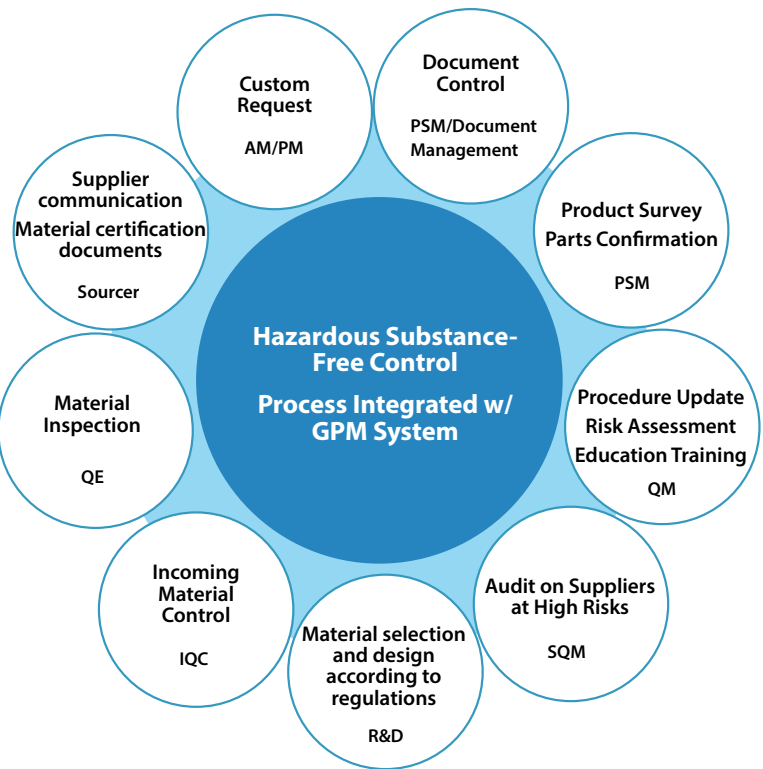 Custom
Request
AM/PM
Document
Control
PSM/Document
Management
Product Survey
Parts Confirmation
PSM
Procedure Update
Risk Assessment
Education Training
QM
Audit on Suppliers
at High Risks
SQM
Material selection
and design
according to
regulations
R&D
Incoming
Material
Control
IQC
Material
Inspection
QE
Supplier
communication
Material certification
documents
Sourcer
Hazardous Substance-
Free Control
Process Integrated w/
GPM System